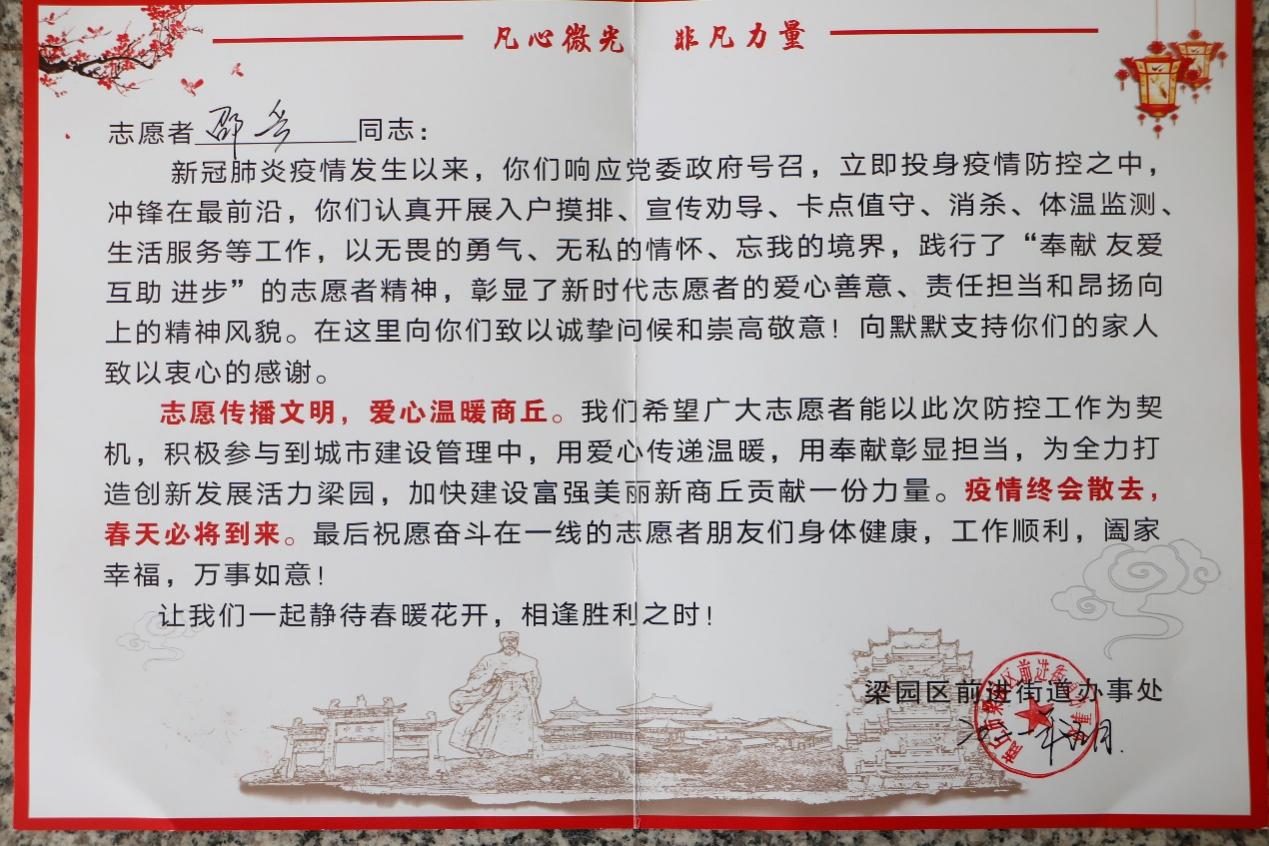 凡心微光 非凡力量
志愿者邵 同志：
新冠肺炎疫情发生以来，你们响应党委政府号召，立即投身疫情防控之中，
冲锋在最前沿，你们认真开展入户摸排、宣传劝导、卡点值守、消杀、体温监测、
生活服务等工作，以无畏的勇气、无私的情怀、忘我的境界，践行了“奉献 友爱
互助 进步”的志愿者精神，彰显了新时代志愿者的爱心善意、责任担当和昂扬向
上的精神风貌。在这里向你们致以诚挚问候和崇高敬意！向默默支持你们的家人
致以衷心的感谢。
志愿传播文明，爱心温暖商丘。我们希望广大志愿者能以此次防控工作为契
机，积极参与到城市建设管理中，用爱心传递温暖，用奉献彰显担当，为全力打
造创新发展活力梁园，加快建设富强美丽新商丘贡献一份力量。疫情终会散去，
春天必将到来。最后祝愿奋斗在一线的志愿者朋友们身体健康，工作顺利，阖家
幸福，万事如意！
让我们一起静待春暖花开，相逢胜利之时！
梁园区前进街道办事处